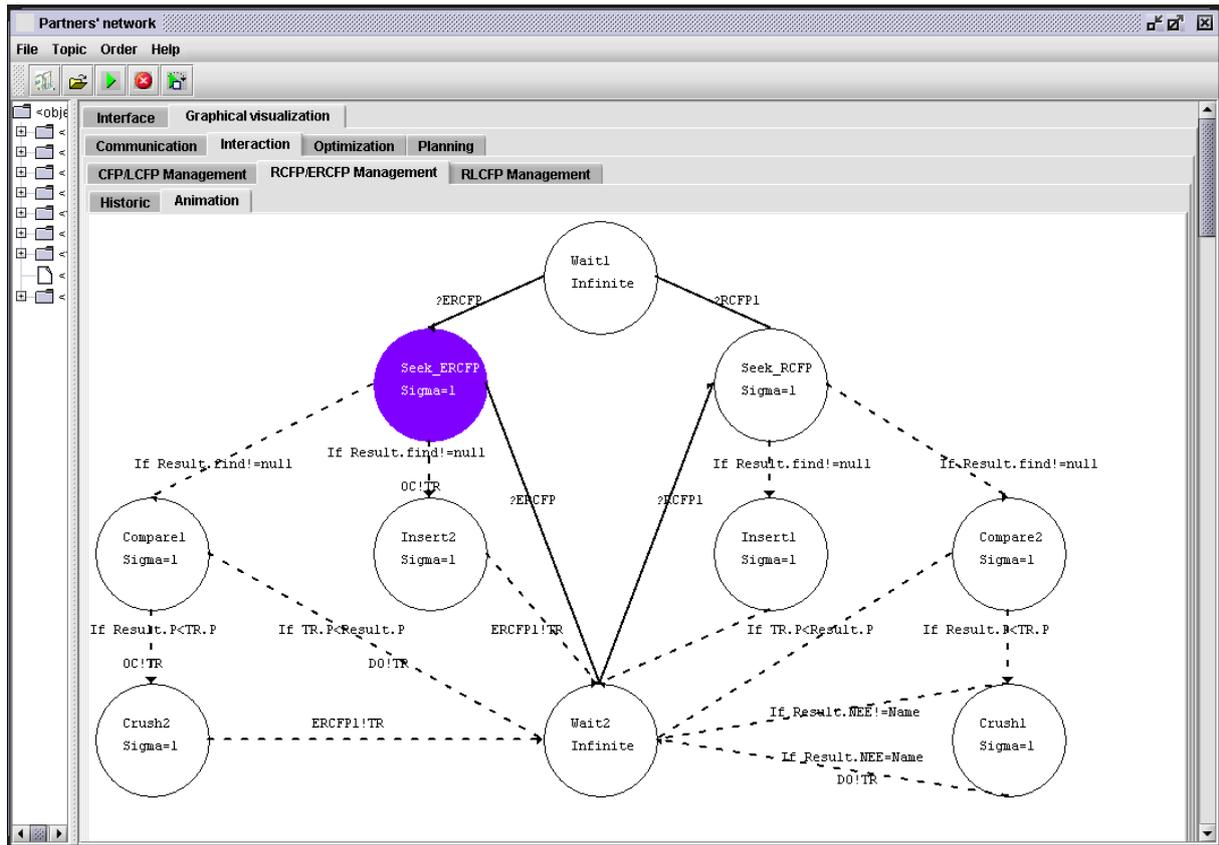 Partners' network
File Topic Order Help
<obje
Interface Graphical visualization
Communication Interaction Optimization Planning
CFP/LCFP Management RCFP/ERCFP Management RLCFP Management
Historic Animation
Wait1
Infinite
?ERCFP ?RCFP1
Seek_ERCFP Seek_RCFP
Sigma=1 Sigma=1
If Result.find!=null If Result.find!=null If Result.find!=null If Result.find!=null
OC!TR
?ERCFP ?RCFP1
Compare1 Insert2 Insert1 Compare2
Sigma=1 Sigma=1 Sigma=1 Sigma=1
If Result.P<TR.P If TR.P<Result.P ERCFP1!TR If TR.P<Result.P If Result.P<TR.P
OC!TR DO!TR
Crush2 ERCFP1!TR Wait2 If Result.NEE!=Name Crush1
Sigma=1 Infinite Sigma=1
If Result.NEE=Name
DO!TR